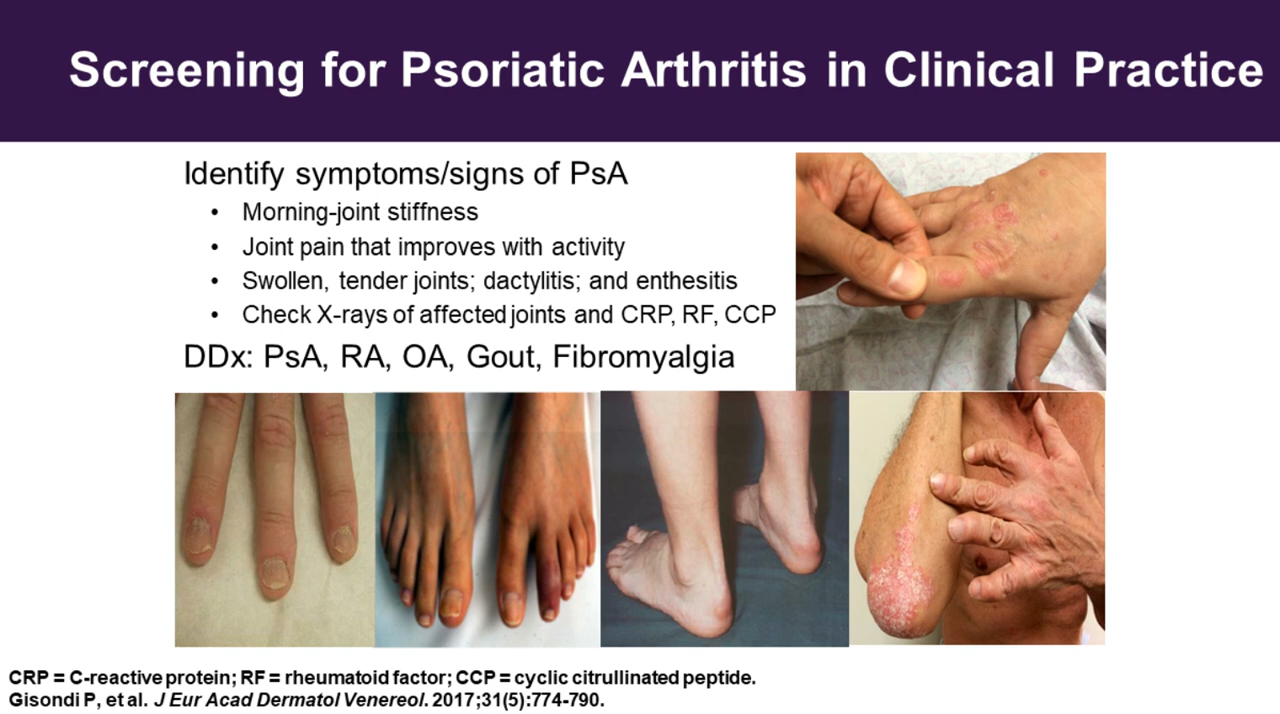 Screening for Psoriatic Arthritis in Clinical Practice
Identify symptoms/signs of PsA
• Morning-joint stiffness
• Joint pain that improves with activity
• Swollen, tender joints; dactylitis; and enthesitis
• Check X-rays of affected joints and CRP, RF, CCP
DDx: PsA, RA, OA, Gout, Fibromyalgia
CRP = C-reactive protein; RF = rheumatoid factor; CCP = cyclic citrullinated peptide.
Gisondi P, et al. J Eur Acad Dermatol Venereol. 2017;31(5):774-790.